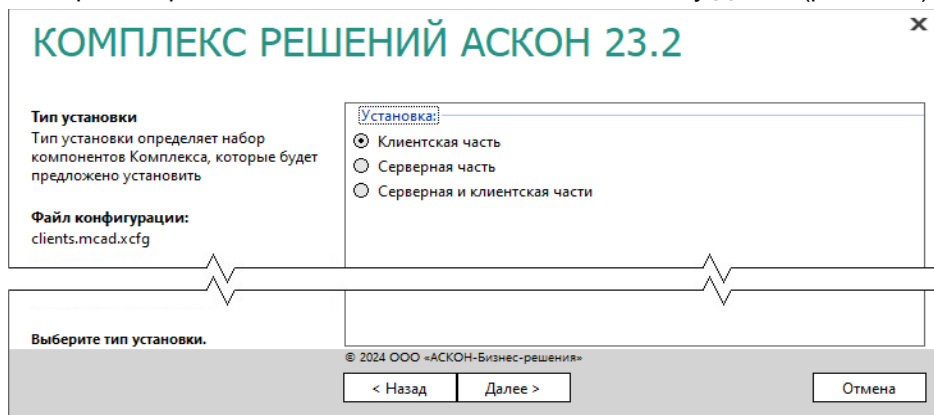 КОМПЛЕКС РЕШЕНИЙ АСКОН 23.2
x
Тип установки
Тип установки определяет набор
компонентов Комплекса, которые будет
предложено установить
Файл конфигурации:
clients.mcad.xcfg
Установка:
Клиентская часть
Серверная часть
Серверная и клиентская части
Выберите тип установки.
© 2024 ООО «АСКОН-Бизнес-решения»
< Назад
Далее >
Отмена